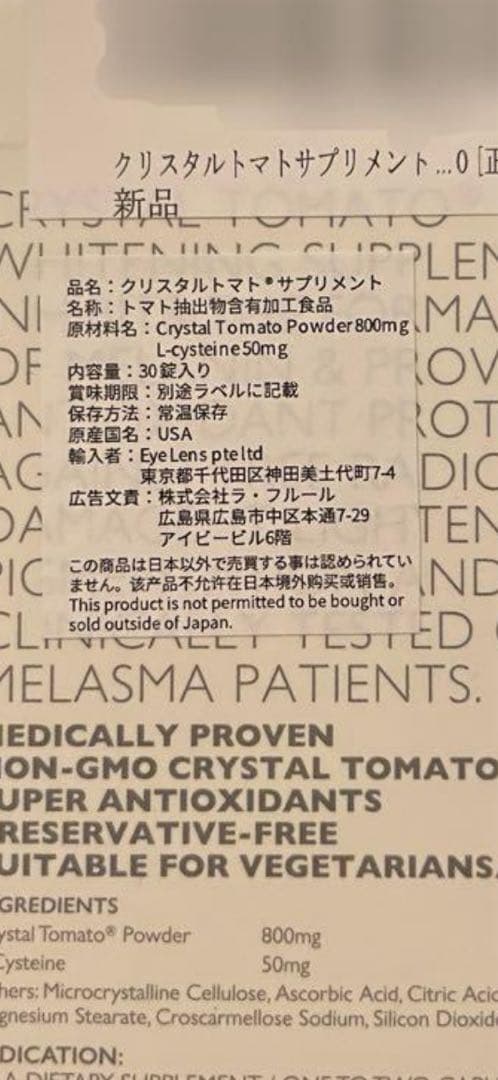 クリスタルトマトサプリメント...0 [正
新品
CRYSTAL TOMATO®
WHITENING SUPPLEN
品名：クリスタルトマト®サプリメント
名称：トマト抽出物含有加工食品
原材料名：Crystal Tomato Powder 800mg
L-cysteine 50mg
内容量：30錠入り
賞味期限：別途ラベルに記載
保存方法：常温保存
原産国名：USA
輸入者：Eye Lens pte ltd
東京都千代田区神田美土代町7-4
広告文責：株式会社ラ・フルール
広島県広島市中区本通7-29
アイビービル6階
この商品は日本以外で売買する事は認められてい
ません。该产品不允许在日本境外购买或销售。
This product is not permitted to be bought or
sold outside of Japan.
CLINICALLY TESTED
MELASMA PATIENTS.
MEDICALLY PROVEN
NON-GMO CRYSTAL TOMATO
UPER ANTIOXIDANTS
RESERVATIVE-FREE
UITABLE FOR VEGETARIANS
GREDIENTS
ystal Tomato® Powder 800mg
Cysteine 50mg
hers: Microcrystalline Cellulose, Ascorbic Acid, Citric Acid
gnesium Stearate, Croscarmellose Sodium, Silicon Dioxide
DICATION: